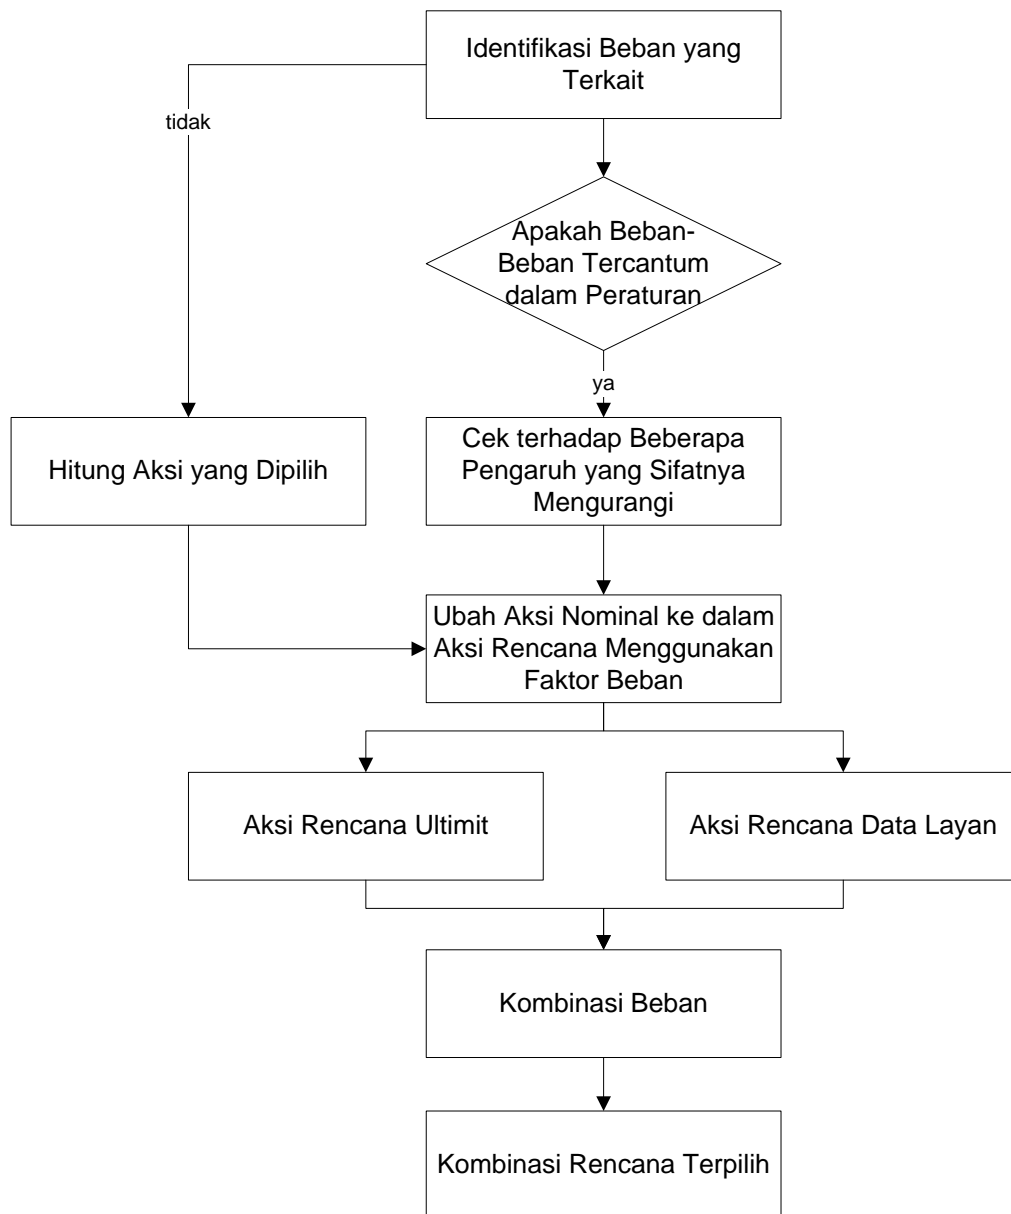 Identifikasi Beban yang
Terkait
tidak
Apakah Beban-
Beban Tercantum
dalam Peraturan
ya
Hitung Aksi yang Dipilih
Cek terhadap Beberapa
Pengaruh yang Sifatnya
Mengurangi
Ubah Aksi Nominal ke dalam
Aksi Rencana Menggunakan
Faktor Beban
Aksi Rencana Ultimit
Aksi Rencana Data Layan
Kombinasi Beban
Kombinasi Rencana Terpilih